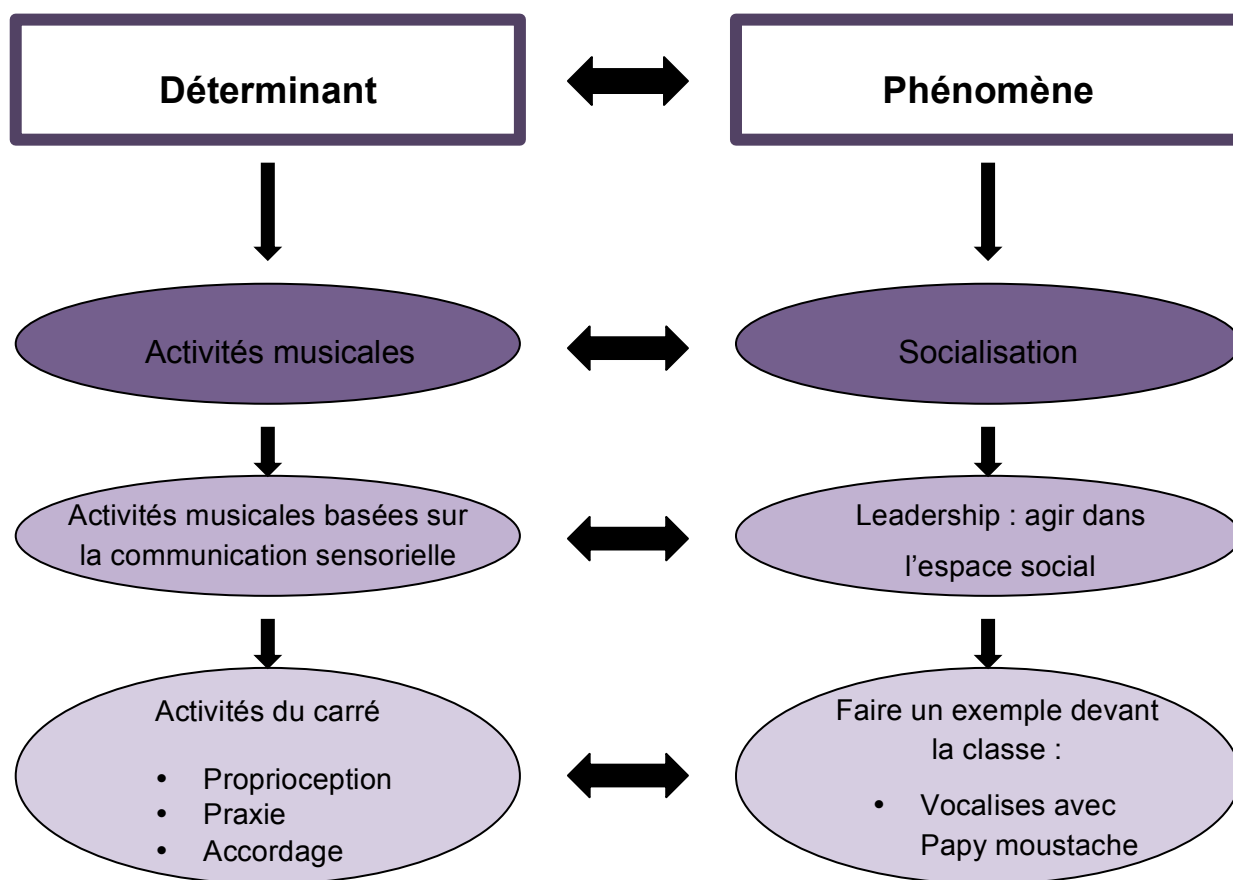 Déterminant
Phénomène
Activités musicales
Socialisation
Activités musicales basées sur
la communication sensorielle
Leadership : agir dans
l’espace social
Activités du carré
• Proprioception
• Praxie
• Accordage
Faire un exemple devant
la classe :
• Vocalises avec
Papy moustache